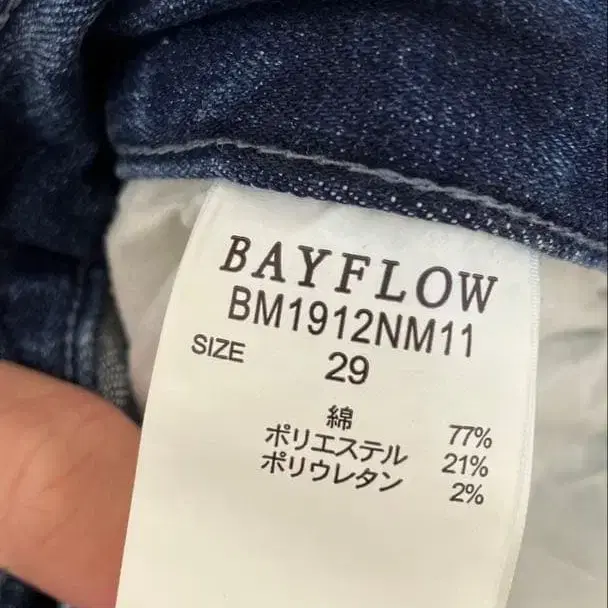 BAYFLOW
BM1912NM11
SIZE 29
綿 77%
ポリエステル 21%
ポリウレタン 2%